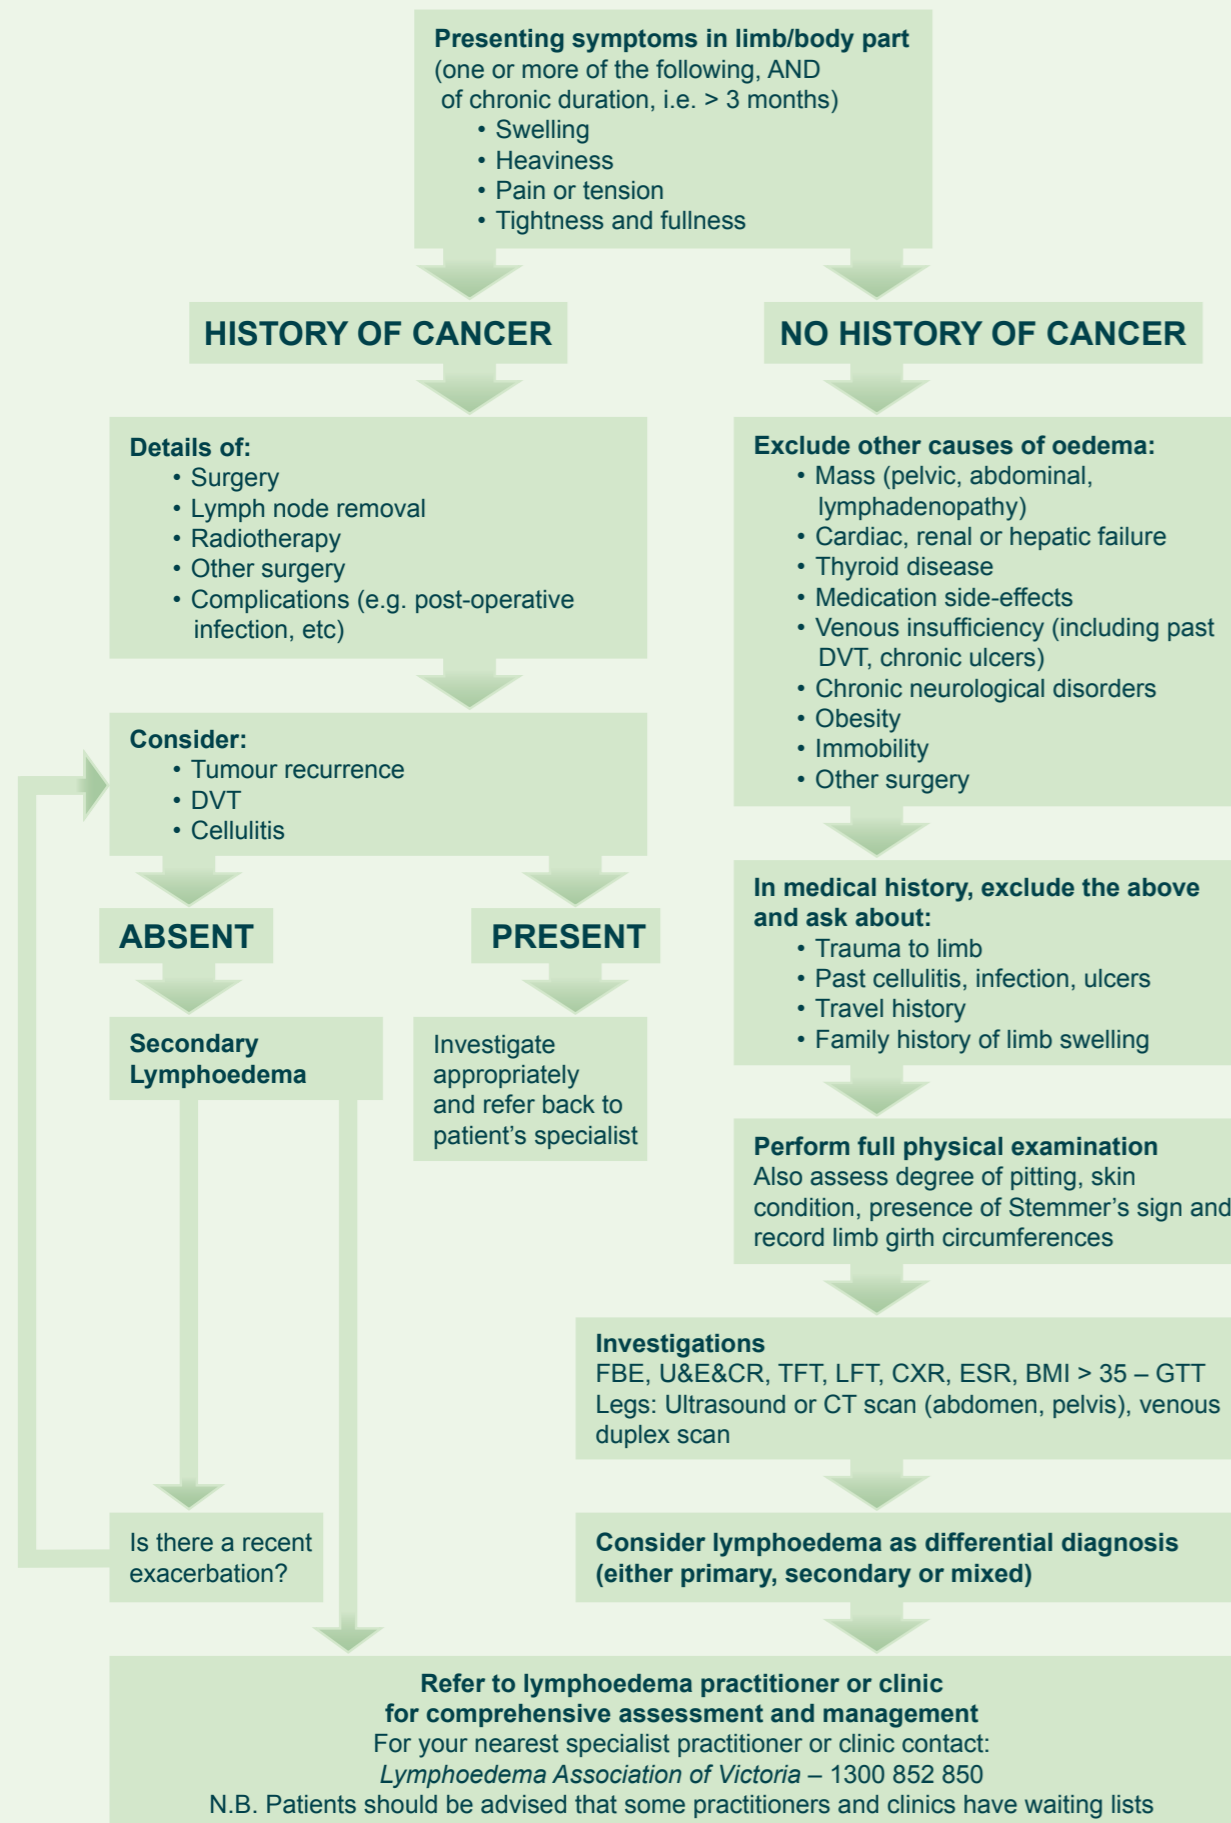 Presenting symptoms in limb/body part
(one or more of the following, AND
of chronic duration, i.e. > 3 months)
• Swelling
• Heaviness
• Pain or tension
• Tightness and fullness
HISTORY OF CANCER
Details of:
• Surgery
• Lymph node removal
• Radiotherapy
• Other surgery
• Complications (e.g. post-operative
infection, etc)
Consider:
• Tumour recurrence
• DVT
• Cellulitis
ABSENT
PRESENT
Secondary
Lymphoedema
Investigate
appropriately
and refer back to
patient's specialist
Is there a recent
exacerbation?
NO HISTORY OF CANCER
Exclude other causes of oedema:
• Mass (pelvic, abdominal,
lymphadenopathy)
• Cardiac, renal or hepatic failure
• Thyroid disease
• Medication side-effects
• Venous insufficiency (including past
DVT, chronic ulcers)
• Chronic neurological disorders
• Obesity
• Immobility
• Other surgery
In medical history, exclude the above
and ask about:
• Trauma to limb
• Past cellulitis, infection, ulcers
• Travel history
• Family history of limb swelling
Perform full physical examination
Also assess degree of pitting, skin
condition, presence of Stemmer's sign and
record limb girth circumferences
Investigations
FBE, U&E&CR, TFT, LFT, CXR, ESR, BMI > 35 – GTT
Legs: Ultrasound or CT scan (abdomen, pelvis), venous
duplex scan
Consider lymphoedema as differential diagnosis
(either primary, secondary or mixed)
Refer to lymphoedema practitioner or clinic
for comprehensive assessment and management
For your nearest specialist practitioner or clinic contact:
Lymphoedema Association of Victoria – 1300 852 850
N.B. Patients should be advised that some practitioners and clinics have waiting lists